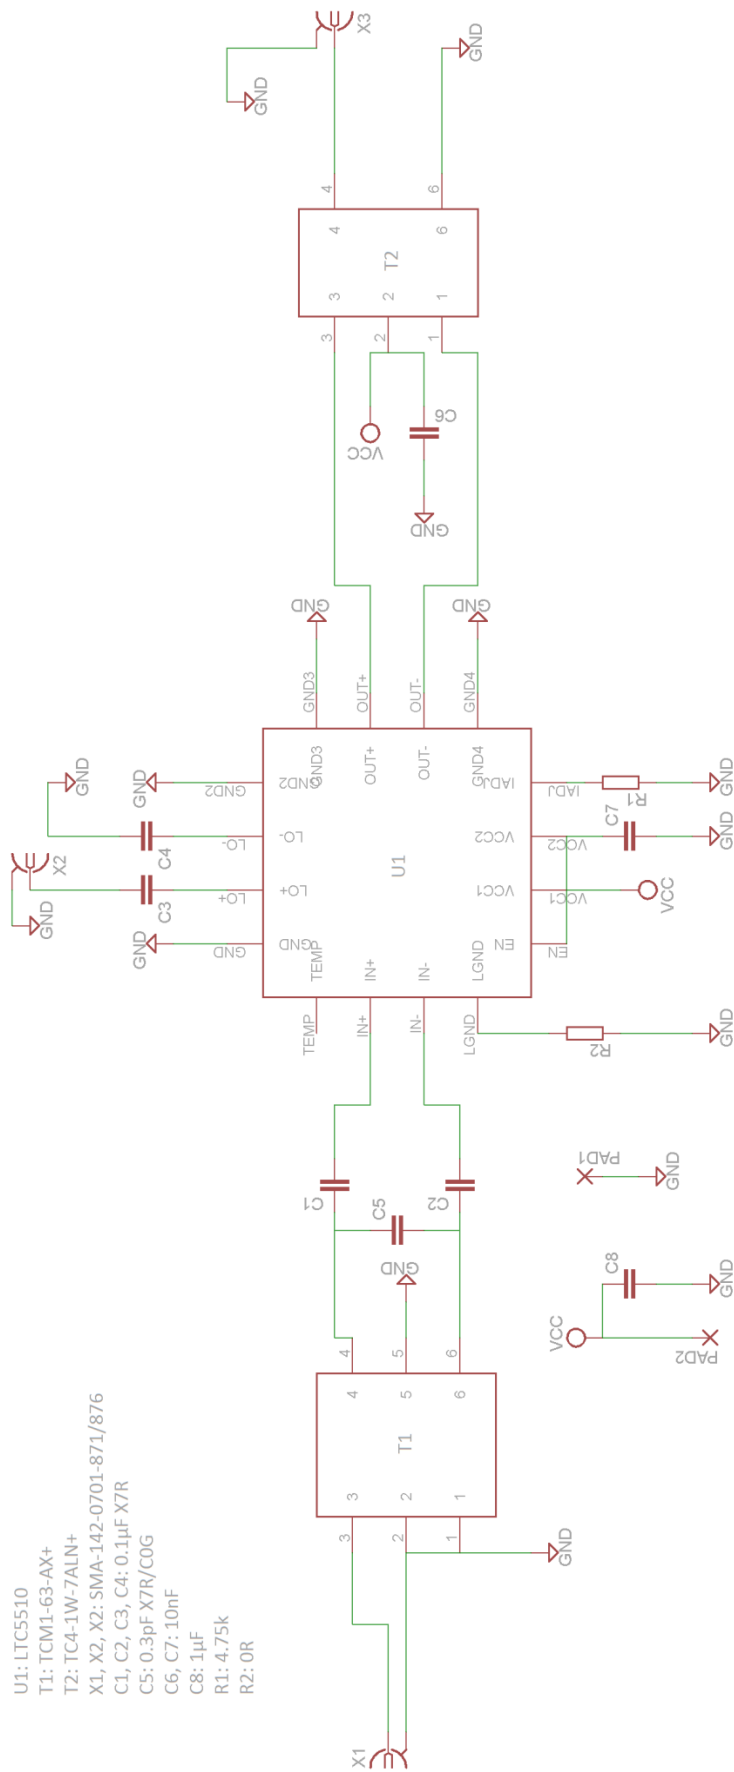 U1: LTC5510
T1: TCM1-63-AX+
T2: TC4-1W-7ALN+
X1, X2, X2: SMA-142-0701-871/876
C1, C2, C3, C4: 0.1µF X7R
C5: 0.3pF X7R/C0G
C6, C7: 10nF
C8: 1µF
R1: 4.75k
R2: 0R
X1
GND
3
2
1
3
2
1
T1
4
5
6
4
5
6
GND
C5
C1
C2
TEMP
IN+
IN-
LGND
TEMP
IN+
IN-
LGND
GND
X2
GND
GND
C3
C4
GND
GND
LO+
LO-
GND2
GND
LO+
LO-
GND2
U1
EN
VCC1
VCC2
IADJ
EN
VCC1
VCC2
IADJ
GND3
OUT+
OUT-
GND4
GND3
OUT+
OUT-
GND4
GND
GND
R2
GND
VCC
C7
GND
R1
GND
VCC
C6
GND
3
2
1
3
2
1
T2
4
6
4
6
GND
X3
GND
VCC
C8
GND
PAD2
PAD1
GND